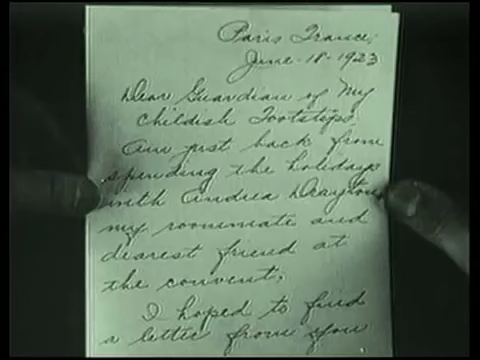 Paris France,
June-18-1923
Dear Guardian of My
Childish Footsteps:
Am just back from
spending the holidays
with Andrea Drayton,
my roommate and
dearest friend at
the convent,
I hoped to find
a letter from you